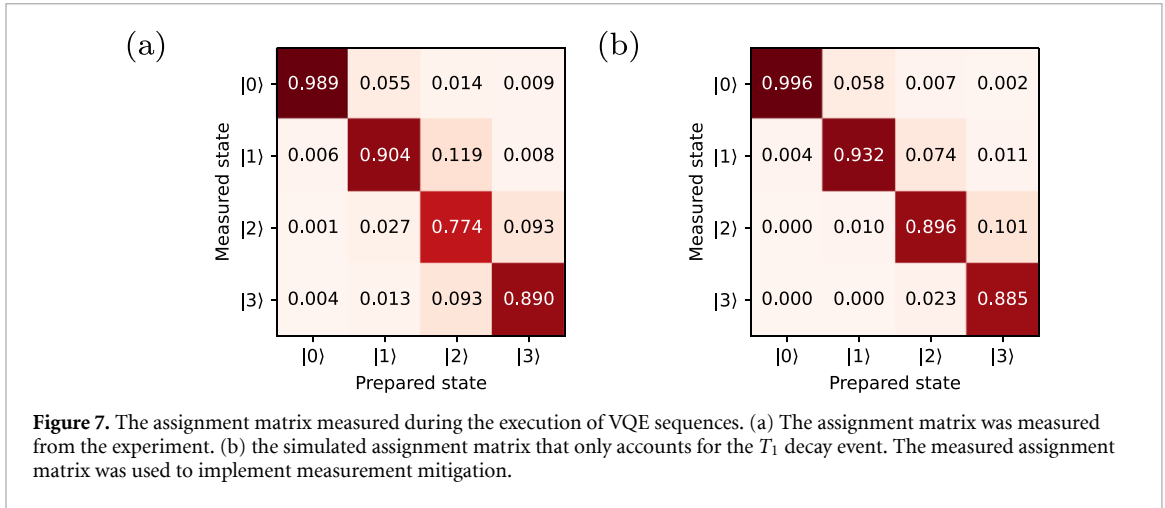 (a)
(b)
|0⟩ 0.989 0.055 0.014 0.009
|1⟩ 0.006 0.904 0.119 0.008
|2⟩ 0.001 0.027 0.774 0.093
|3⟩ 0.004 0.013 0.093 0.890
|0⟩ |1⟩ |2⟩ |3⟩
Measured state
Prepared state
|0⟩ 0.996 0.058 0.007 0.002
|1⟩ 0.004 0.932 0.074 0.011
|2⟩ 0.000 0.010 0.896 0.101
|3⟩ 0.000 0.000 0.023 0.885
|0⟩ |1⟩ |2⟩ |3⟩
Measured state
Prepared state
Figure 7. The assignment matrix measured during the execution of VQE sequences. (a) The assignment matrix was measured
from the experiment. (b) the simulated assignment matrix that only accounts for the T1 decay event. The measured assignment
matrix was used to implement measurement mitigation.